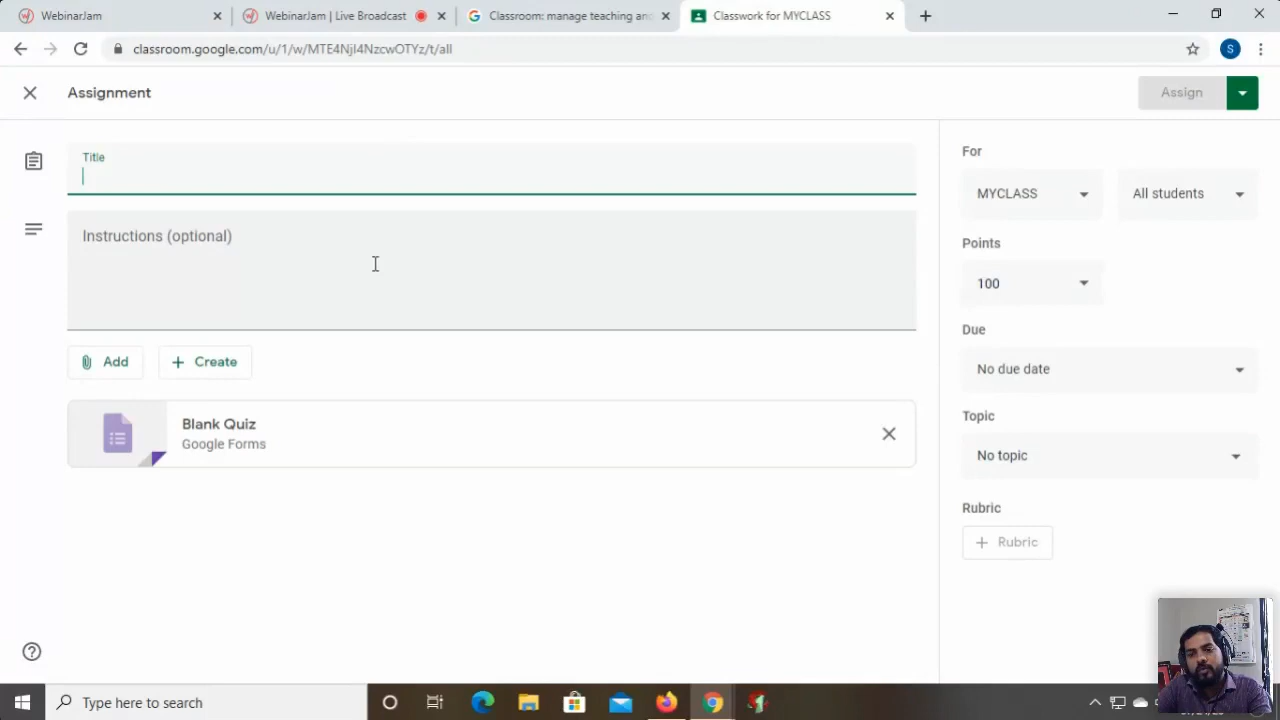 WebinarJam
WebinarJam | Live Broadcast
Classroom: manage teaching and
Classwork for MYCLASS
classroom.google.com/u/1/w/MTE4NjI4NzcwOTYz/t/all
S
Assignment
Assign
Title
Instructions (optional)
Add
Create
Blank Quiz
Google Forms
For
MYCLASS
All students
Points
100
Due
No due date
Topic
No topic
Rubric
Rubric
Type here to search